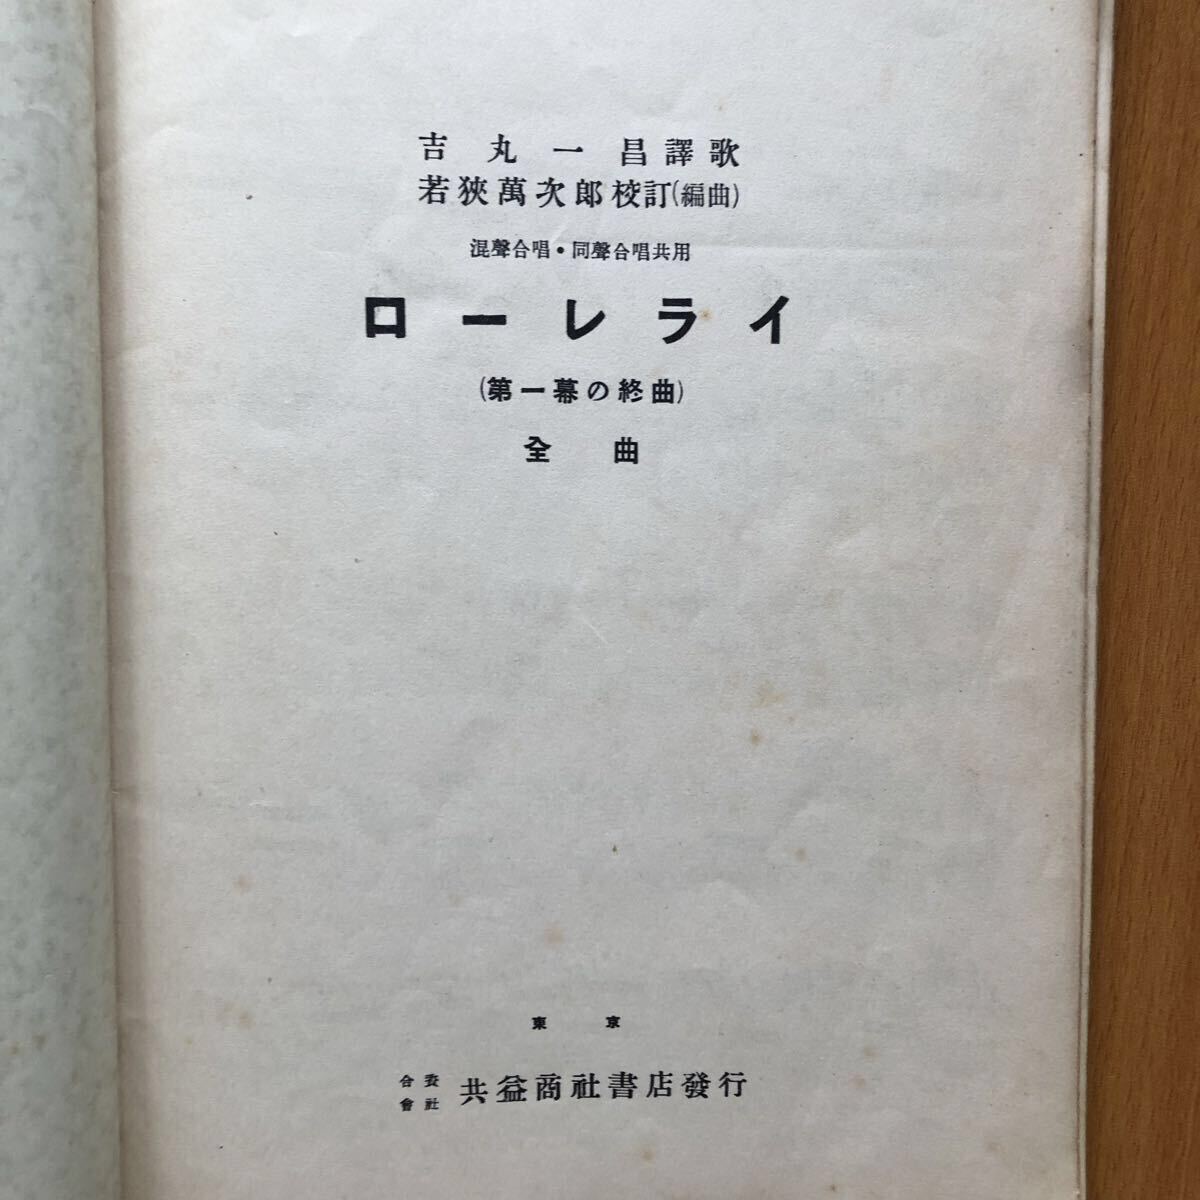 吉丸一昌譯歌
若狹萬次郎校訂(編曲)
混聲合唱・同聲合唱共用
ローレライ
(第一幕の終曲)
全曲
東京
合資
會社
共益商社書店發行